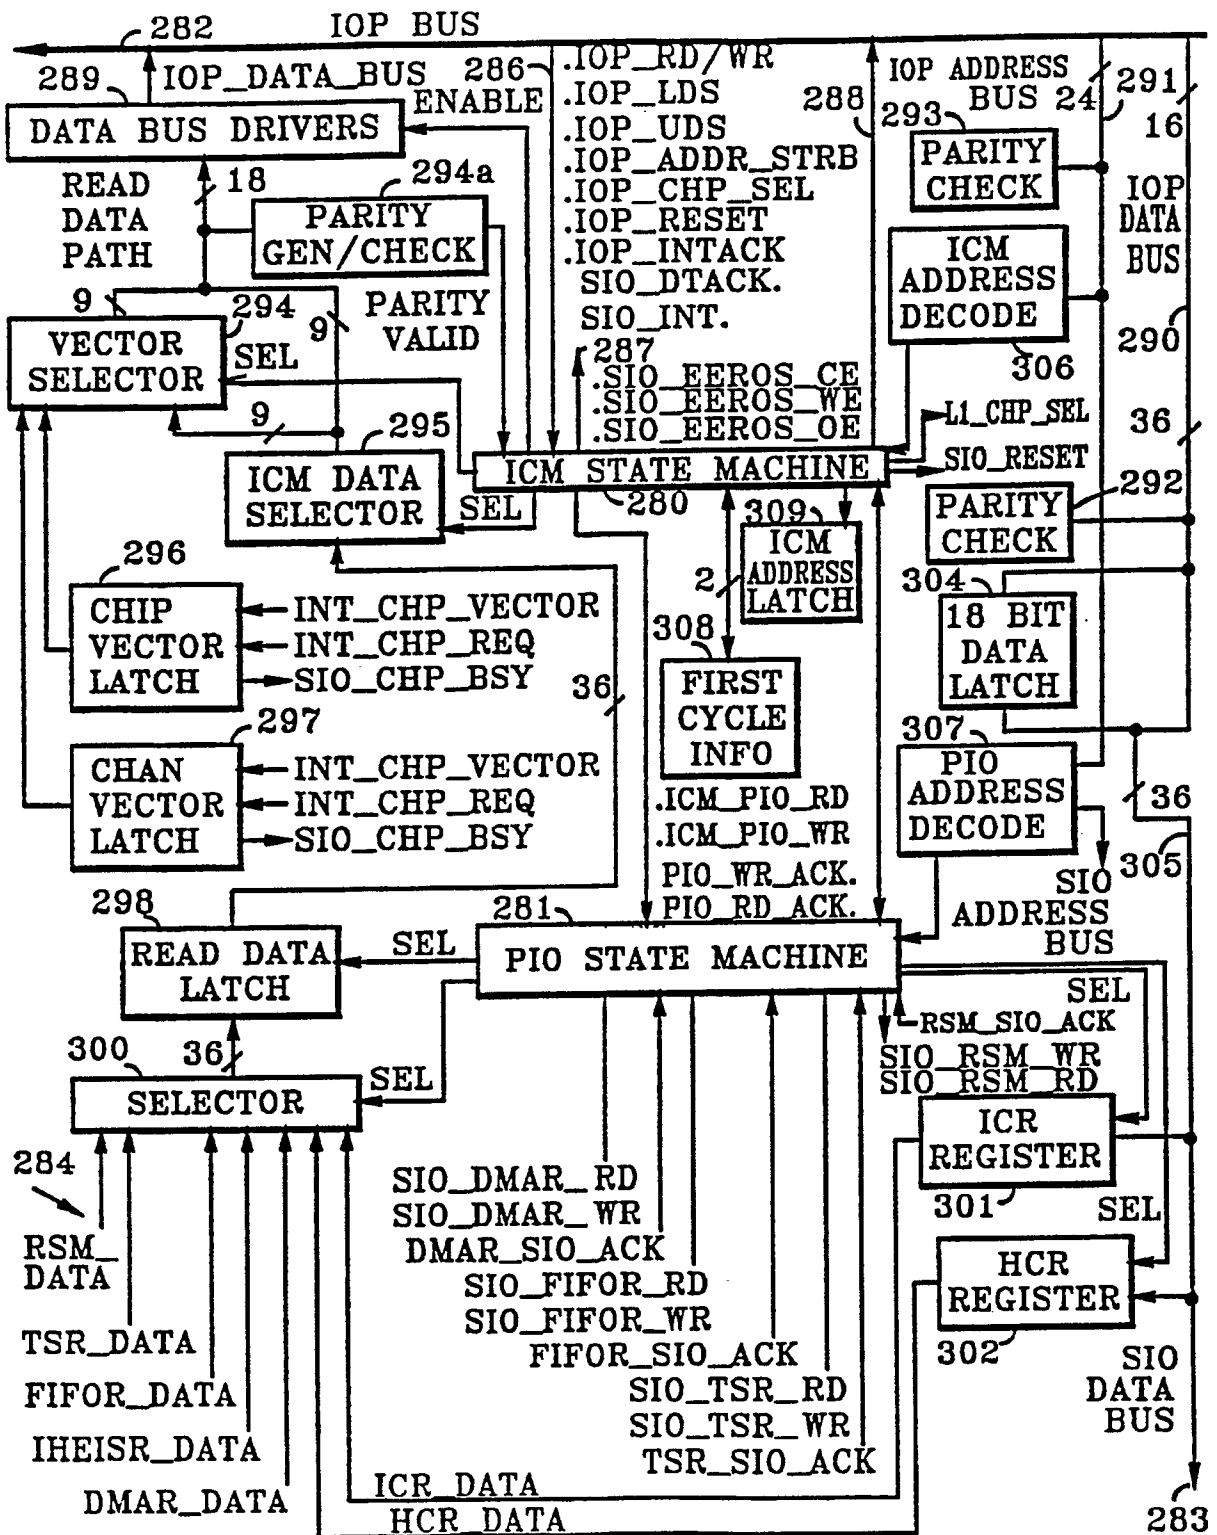 282
IOP BUS
289
IOP_DATA_BUS
286
ENABLE
DATA BUS DRIVERS
.IOP_RD/WR
.IOP_LDS
.IOP_UDS
.IOP_ADDR_STRB
.IOP_CHP_SEL
.IOP_RESET
.IOP_INTACK
SIO_DTACK.
SIO_INT.
288
IOP ADDRESS
BUS 24
291
16
293
PARITY
CHECK
IOP
DATA
BUS
READ
DATA
PATH
18
294a
PARITY
GEN/CHECK
ICM
ADDRESS
DECODE
306
290
9
294
9
PARITY
VALID
VECTOR
SELECTOR
SEL
287
.SIO_EEROS_CE
.SIO_EEROS_WE
.SIO_EEROS_OE
L1_CHP_SEL
36
9
295
ICM DATA
SELECTOR
SEL
ICM STATE MACHINE
280
SIO_RESET
292
PARITY
CHECK
309
ICM
ADDRESS
LATCH
2
304
18 BIT
DATA
LATCH
296
CHIP
VECTOR
LATCH
INT_CHP_VECTOR
INT_CHP_REQ
SIO_CHP_BSY
36
308
FIRST
CYCLE
INFO
297
CHAN
VECTOR
LATCH
INT_CHP_VECTOR
INT_CHP_REQ
SIO_CHP_BSY
307
PIO
ADDRESS
DECODE
36
305
.ICM_PIO_RD
.ICM_PIO_WR
PIO_WR_ACK.
PIO_RD_ACK.
SIO
ADDRESS
BUS
298
READ DATA
LATCH
SEL
281
PIO STATE MACHINE
SEL
RSM_SIO_ACK
SIO_RSM_WR
SIO_RSM_RD
300
36
SELECTOR
SEL
ICR
REGISTER
301
SEL
284
RSM_
DATA
TSR_DATA
FIFOR_DATA
IHEISR_DATA
DMAR_DATA
SIO_DMAR_RD
SIO_DMAR_WR
DMAR_SIO_ACK
SIO_FIFOR_RD
SIO_FIFOR_WR
FIFOR_SIO_ACK
SIO_TSR_RD
SIO_TSR_WR
TSR_SIO_ACK
HCR
REGISTER
302
SIO
DATA
BUS
ICR_DATA
HCR_DATA
283